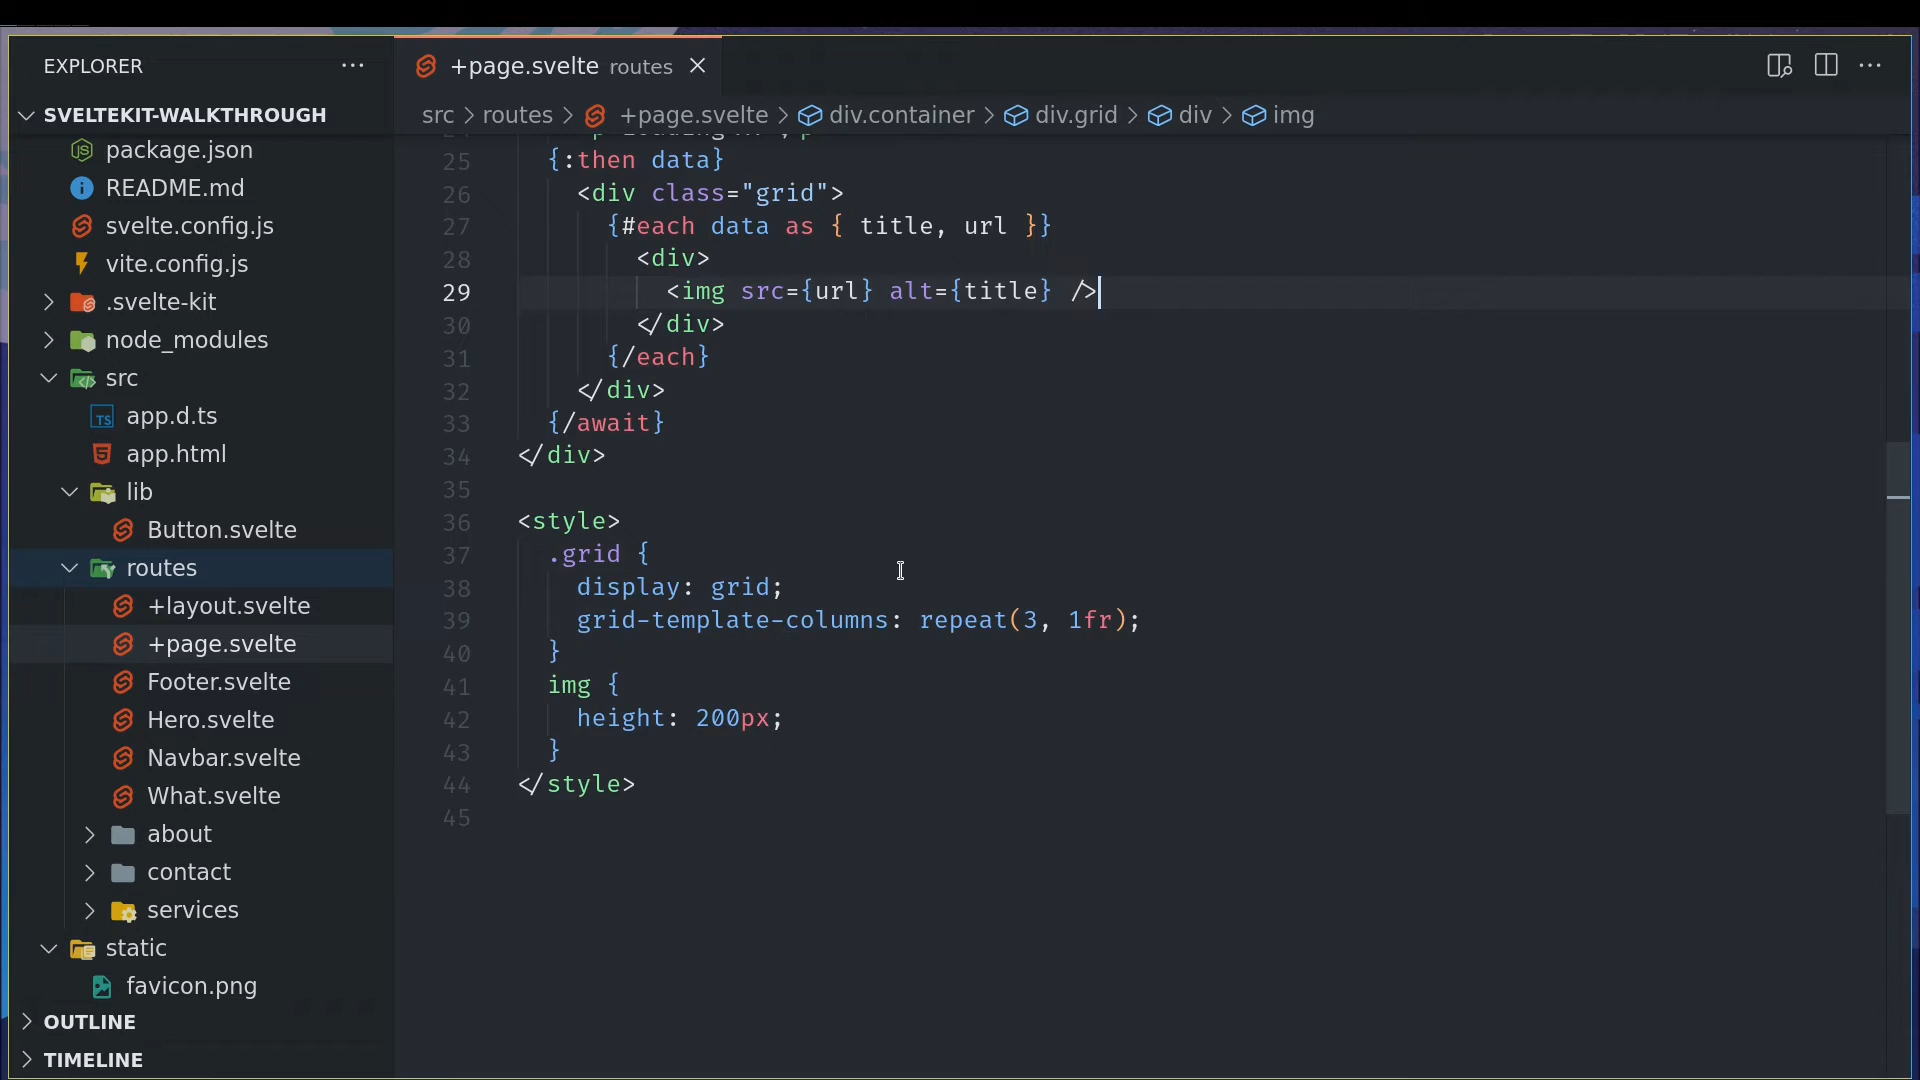 EXPLORER
SVELTEKIT-WALKTHROUGH
package.json
README.md
svelte.config.js
vite.config.js
.svelte-kit
node_modules
src
TS app.d.ts
app.html
lib
Button.svelte
routes
+layout.svelte
+page.svelte
Footer.svelte
Hero.svelte
Navbar.svelte
What.svelte
about
contact
services
static
favicon.png
OUTLINE
TIMELINE
+page.svelte routes
src > routes > +page.svelte > div.container > div.grid > div > img
25 {:then data}
26 <div class="grid">
27 {#each data as { title, url }}
28 <div>
29 <img src={url} alt={title} />
30 </div>
31 {/each}
32 </div>
33 {/await}
34 </div>
35
36 <style>
37 .grid {
38 display: grid;
39 grid-template-columns: repeat(3, 1fr);
40 }
41 img {
42 height: 200px;
43 }
44 </style>
45